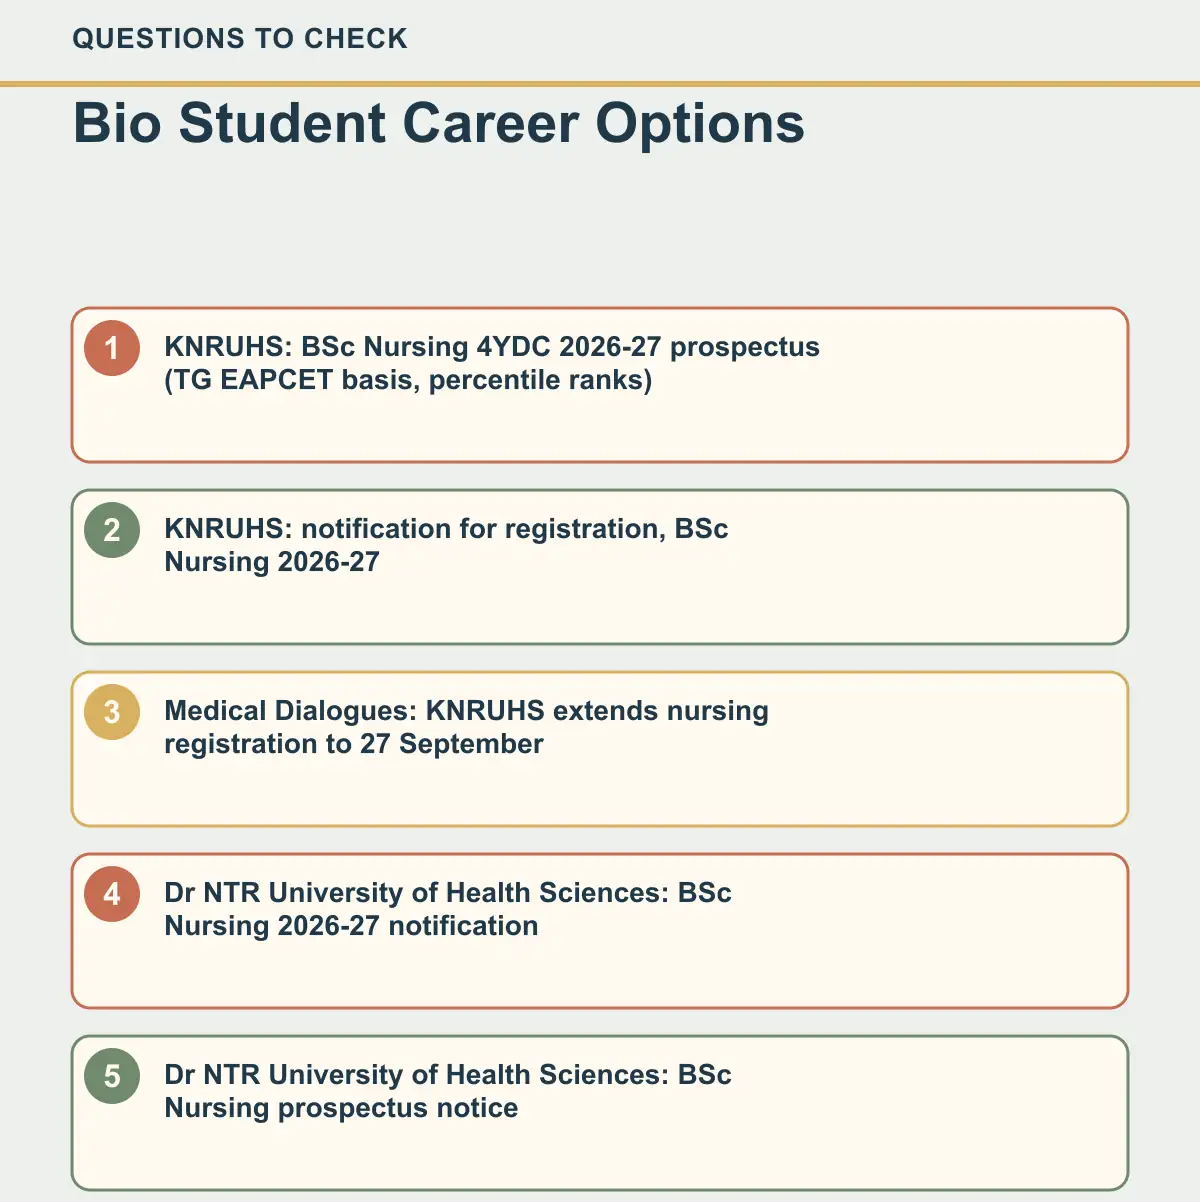 QUESTIONS TO CHECK
Bio Student Career Options
1
KNRUHS: BSc Nursing 4YDC 2026-27 prospectus
(TG EAPCET basis, percentile ranks)
2
KNRUHS: notification for registration, BSc
Nursing 2026-27
3
Medical Dialogues: KNRUHS extends nursing
registration to 27 September
4
Dr NTR University of Health Sciences: BSc
Nursing 2026-27 notification
5
Dr NTR University of Health Sciences: BSc
Nursing prospectus notice